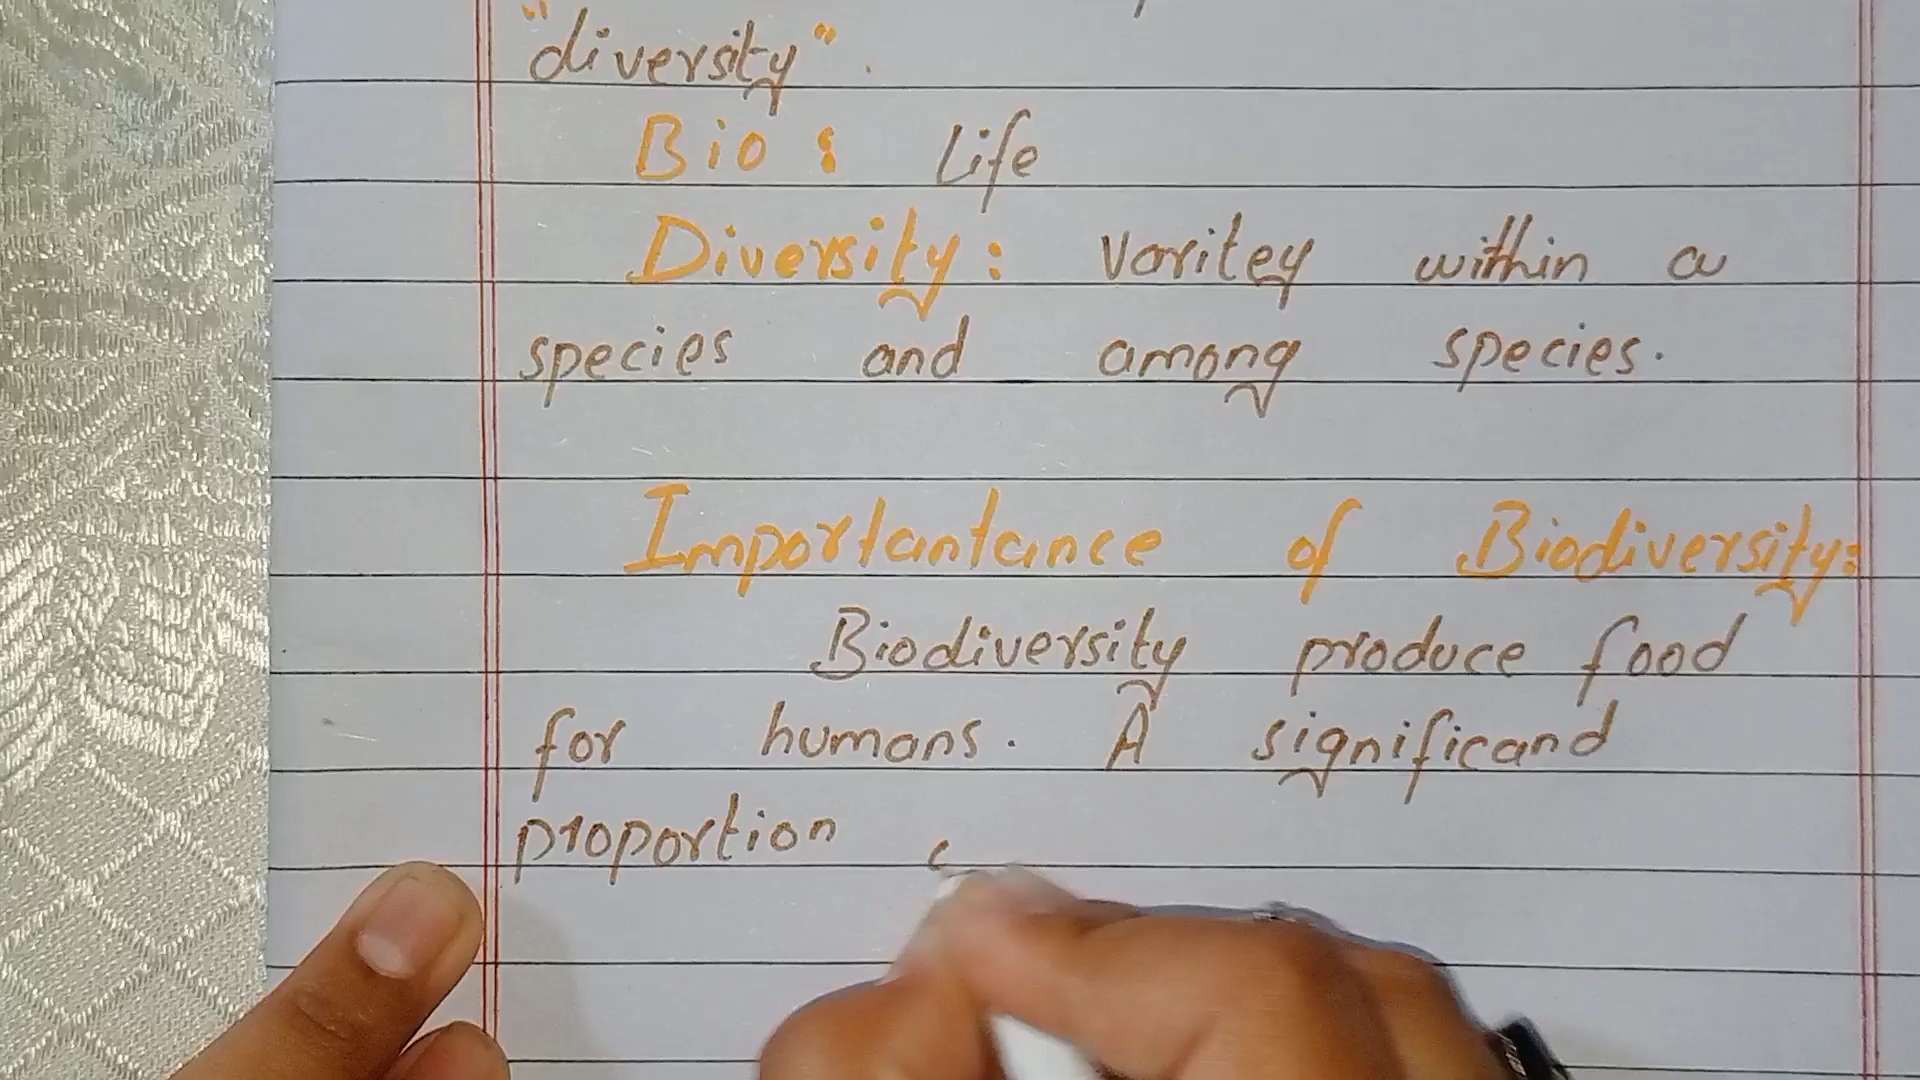 "diversity".
Bio: Life
Diversity: Varitey within a
species and among species.
Importantance of Biodiversity:
Biodiversity produce food
for humans. A significand
proportion